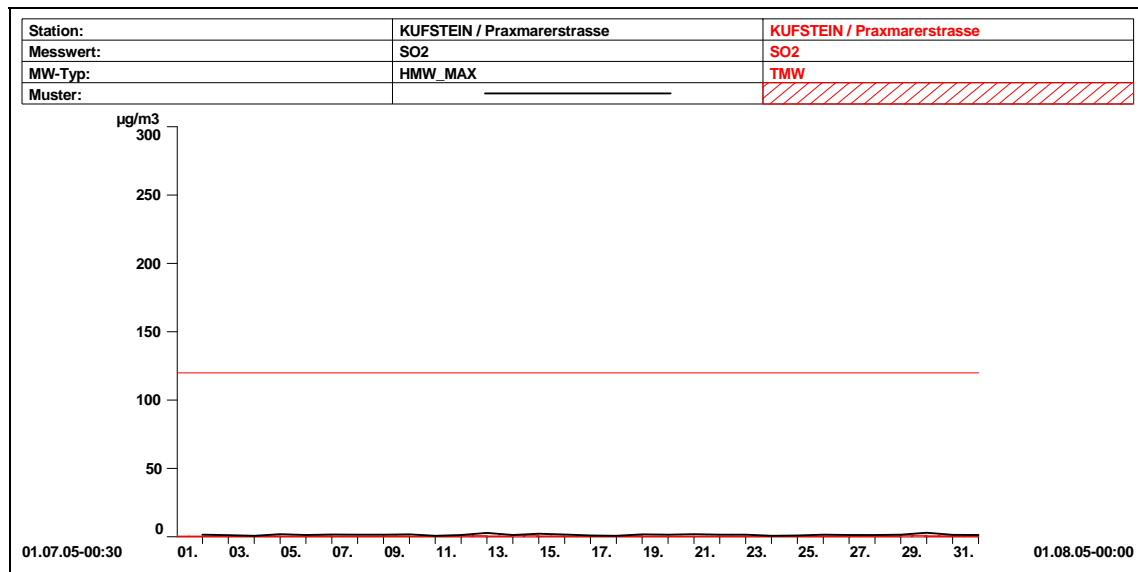 Station: KUFSTEIN / Praxmarerstrasse KUFSTEIN / Praxmarerstrasse
Messwert: SO2 SO2
MW-Typ: HMW_MAX TMW
Muster:
µg/m3
300
250
200
150
100
50
0
01.07.05-00:30 01. 03. 05. 07. 09. 11. 13. 15. 17. 19. 21. 23. 25. 27. 29. 31. 01.08.05-00:00